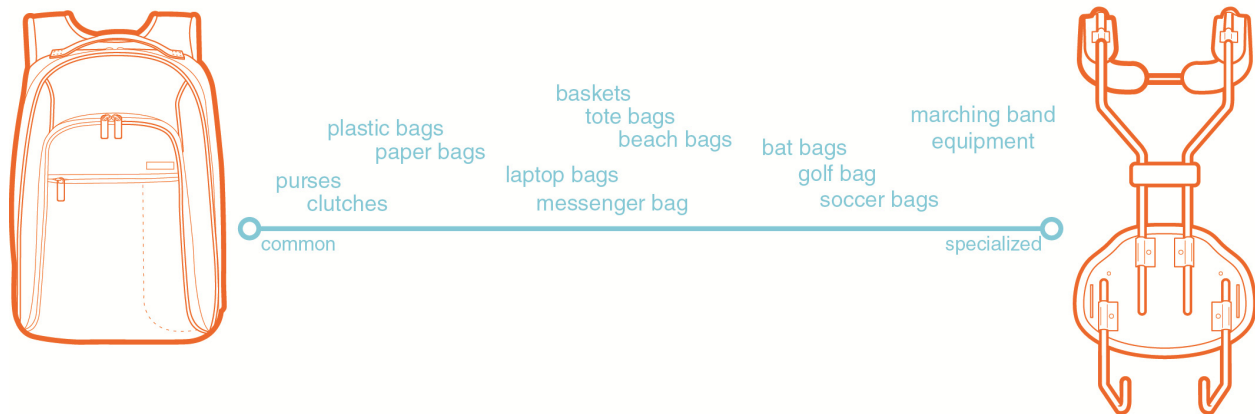 baskets
tote bags
beach bags
marching band
equipment
plastic bags
paper bags
bat bags
golf bag
soccer bags
laptop bags
messenger bag
purses
clutches
common
specialized